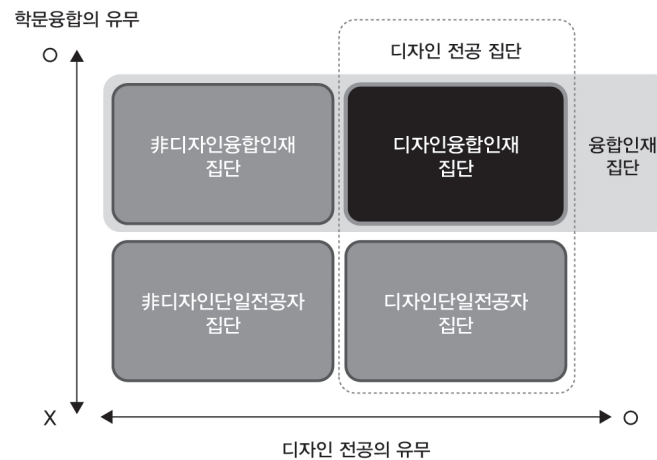 학문융합의 유무
O
디자인 전공 집단
非디자인융합인재
집단
디자인융합인재
집단
융합인재
집단
非디자인단일전공자
집단
디자인단일전공자
집단
X
O
디자인 전공의 유무